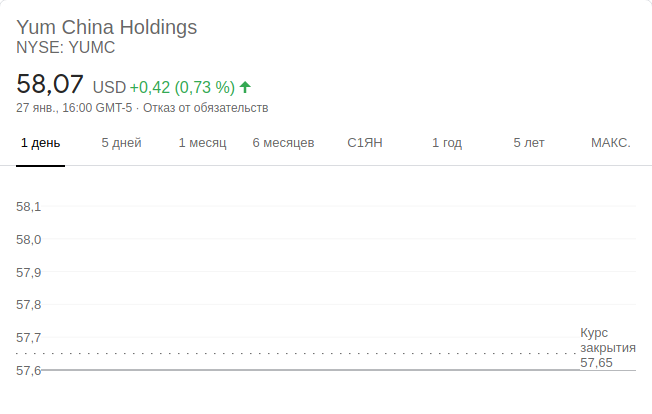 Yum China Holdings
NYSE: YUMC
58,07 USD +0,42 (0,73 %)
27 янв., 16:00 GMT-5 · Отказ от обязательств
1 день 5 дней 1 месяц 6 месяцев С1ЯН 1 год 5 лет МАКС.
58,1
58,0
57,9
57,8
57,7
57,6
Курс
закрытия
57,65